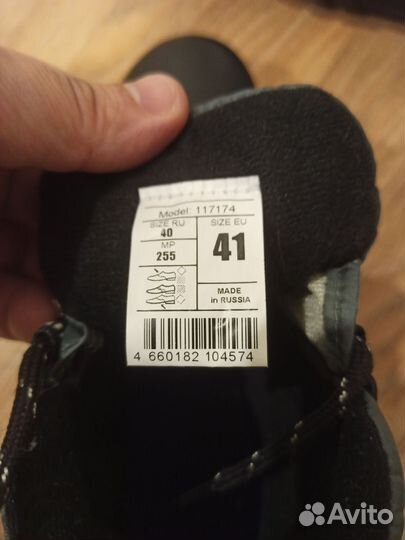 Model: 117174
SIZE RU
40
MP
255
SIZE EU
41
MADE
in RUSSIA
4 660182 104574
Avito